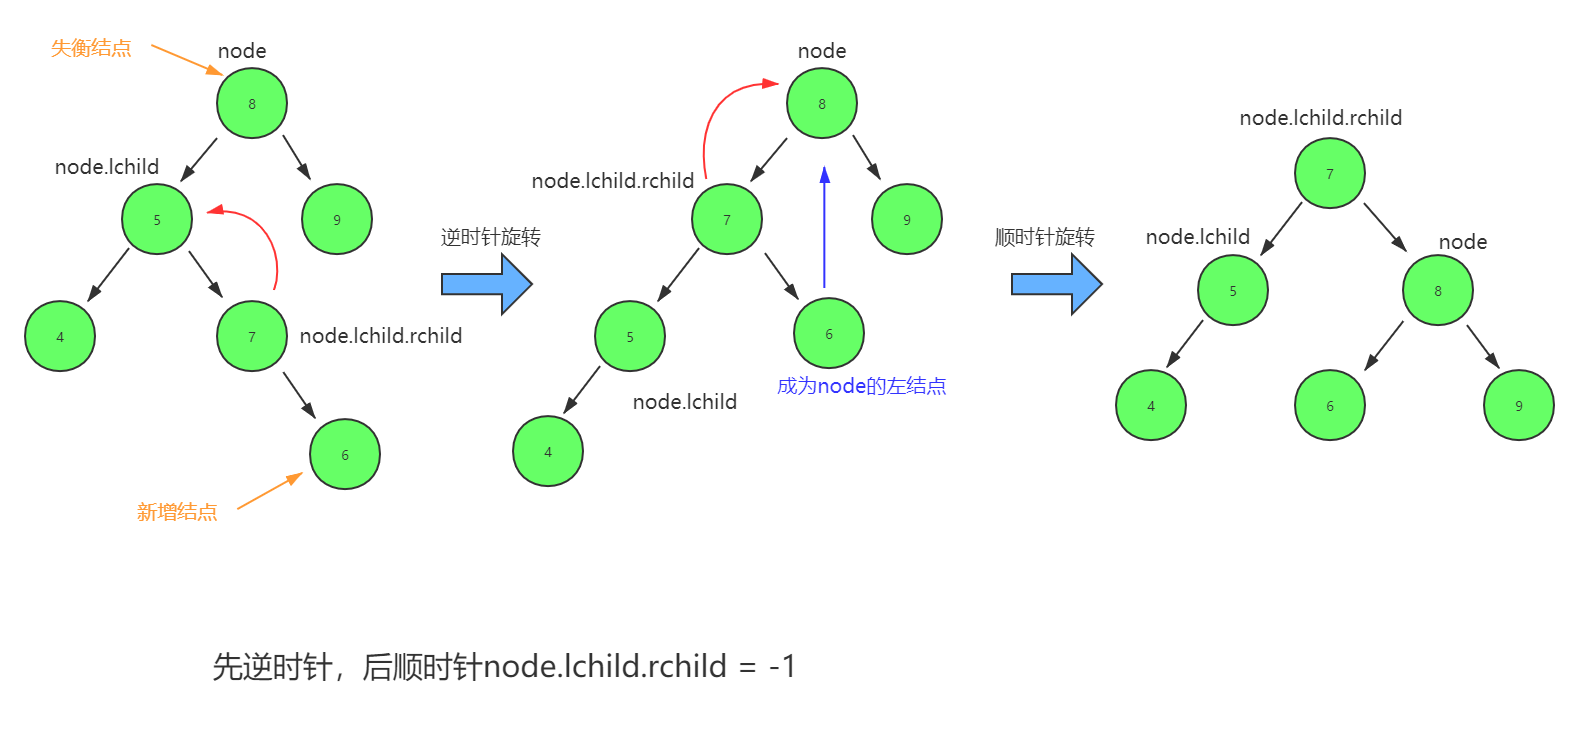 失衡结点
node
8
node.lchild
5
9
4
7
node.lchild.rchild
6
新增结点
逆时针旋转
node
8
node.lchild.rchild
7
9
5
6
成为node的左结点
node.lchild
4
顺时针旋转
node.lchild.rchild
7
node.lchild
node
5
8
4
6
9
先逆时针，后顺时针node.lchild.rchild = -1